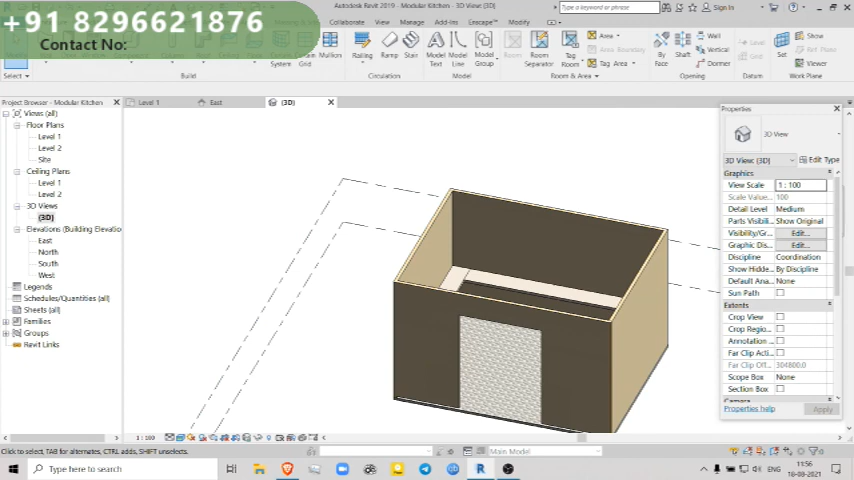 +91 8296621876
Contact No:
Autodesk Revit 2019 - Modular Kitchen - 3D View: {3D}
Type a keyword or phrase
Sign In
Collaborate View Manage Add-Ins Enscape™ Modify
Mullion
Railing Ramp Stair
Model Text
Model Line
Model Group
Room
Room Separator
Tag Room
Area
Area Boundary
Tag Area
By Face
Shaft
Wall
Vertical
Dormer
Set
Show
Viewer
Select
Build
Circulation
Model
Room & Area
Opening
Datum
Work Plane
Project Browser - Modular Kitchen
Level 1
East
{3D}
Views (all)
Floor Plans
Level 1
Level 2
Site
Ceiling Plans
Level 1
Level 2
3D Views
{3D}
Elevations (Building Elevation
East
North
South
West
Legends
Schedules/Quantities (all)
Sheets (all)
Families
Groups
Revit Links
Properties
3D View
3D View: {3D}
Edit Type
Graphics
View Scale 1 : 100
Scale Value... 100
Detail Level Medium
Parts Visibili... Show Original
Visibility/Gr... Edit...
Graphic Dis... Edit...
Discipline Coordination
Show Hidde... By Discipline
Default Ana... None
Sun Path
Extents
Crop View
Crop Regio...
Annotation ...
Far Clip Acti...
Far Clip Off... 304800.0
Scope Box None
Section Box
Camera
Properties help
Apply
1 : 100
Click to select, TAB for alternates, CTRL adds, SHIFT unselects.
:0
Main Model
:0
Type here to search
ENG
11:56
18-08-2021